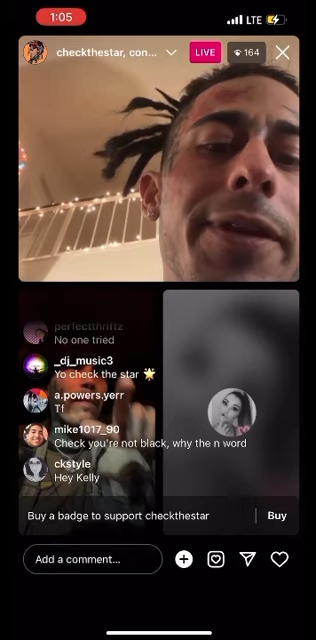 1:05
LTE
checkthestar, con...
LIVE
164
perfectthriftz
No one tried
_dj_music3
Yo check the star 🌟
a.powers.yerr
Tf
mike1017_90
Check you're not black, why the n word
ckstyle
Hey Kelly
Buy a badge to support checkthestar
Buy
Add a comment...